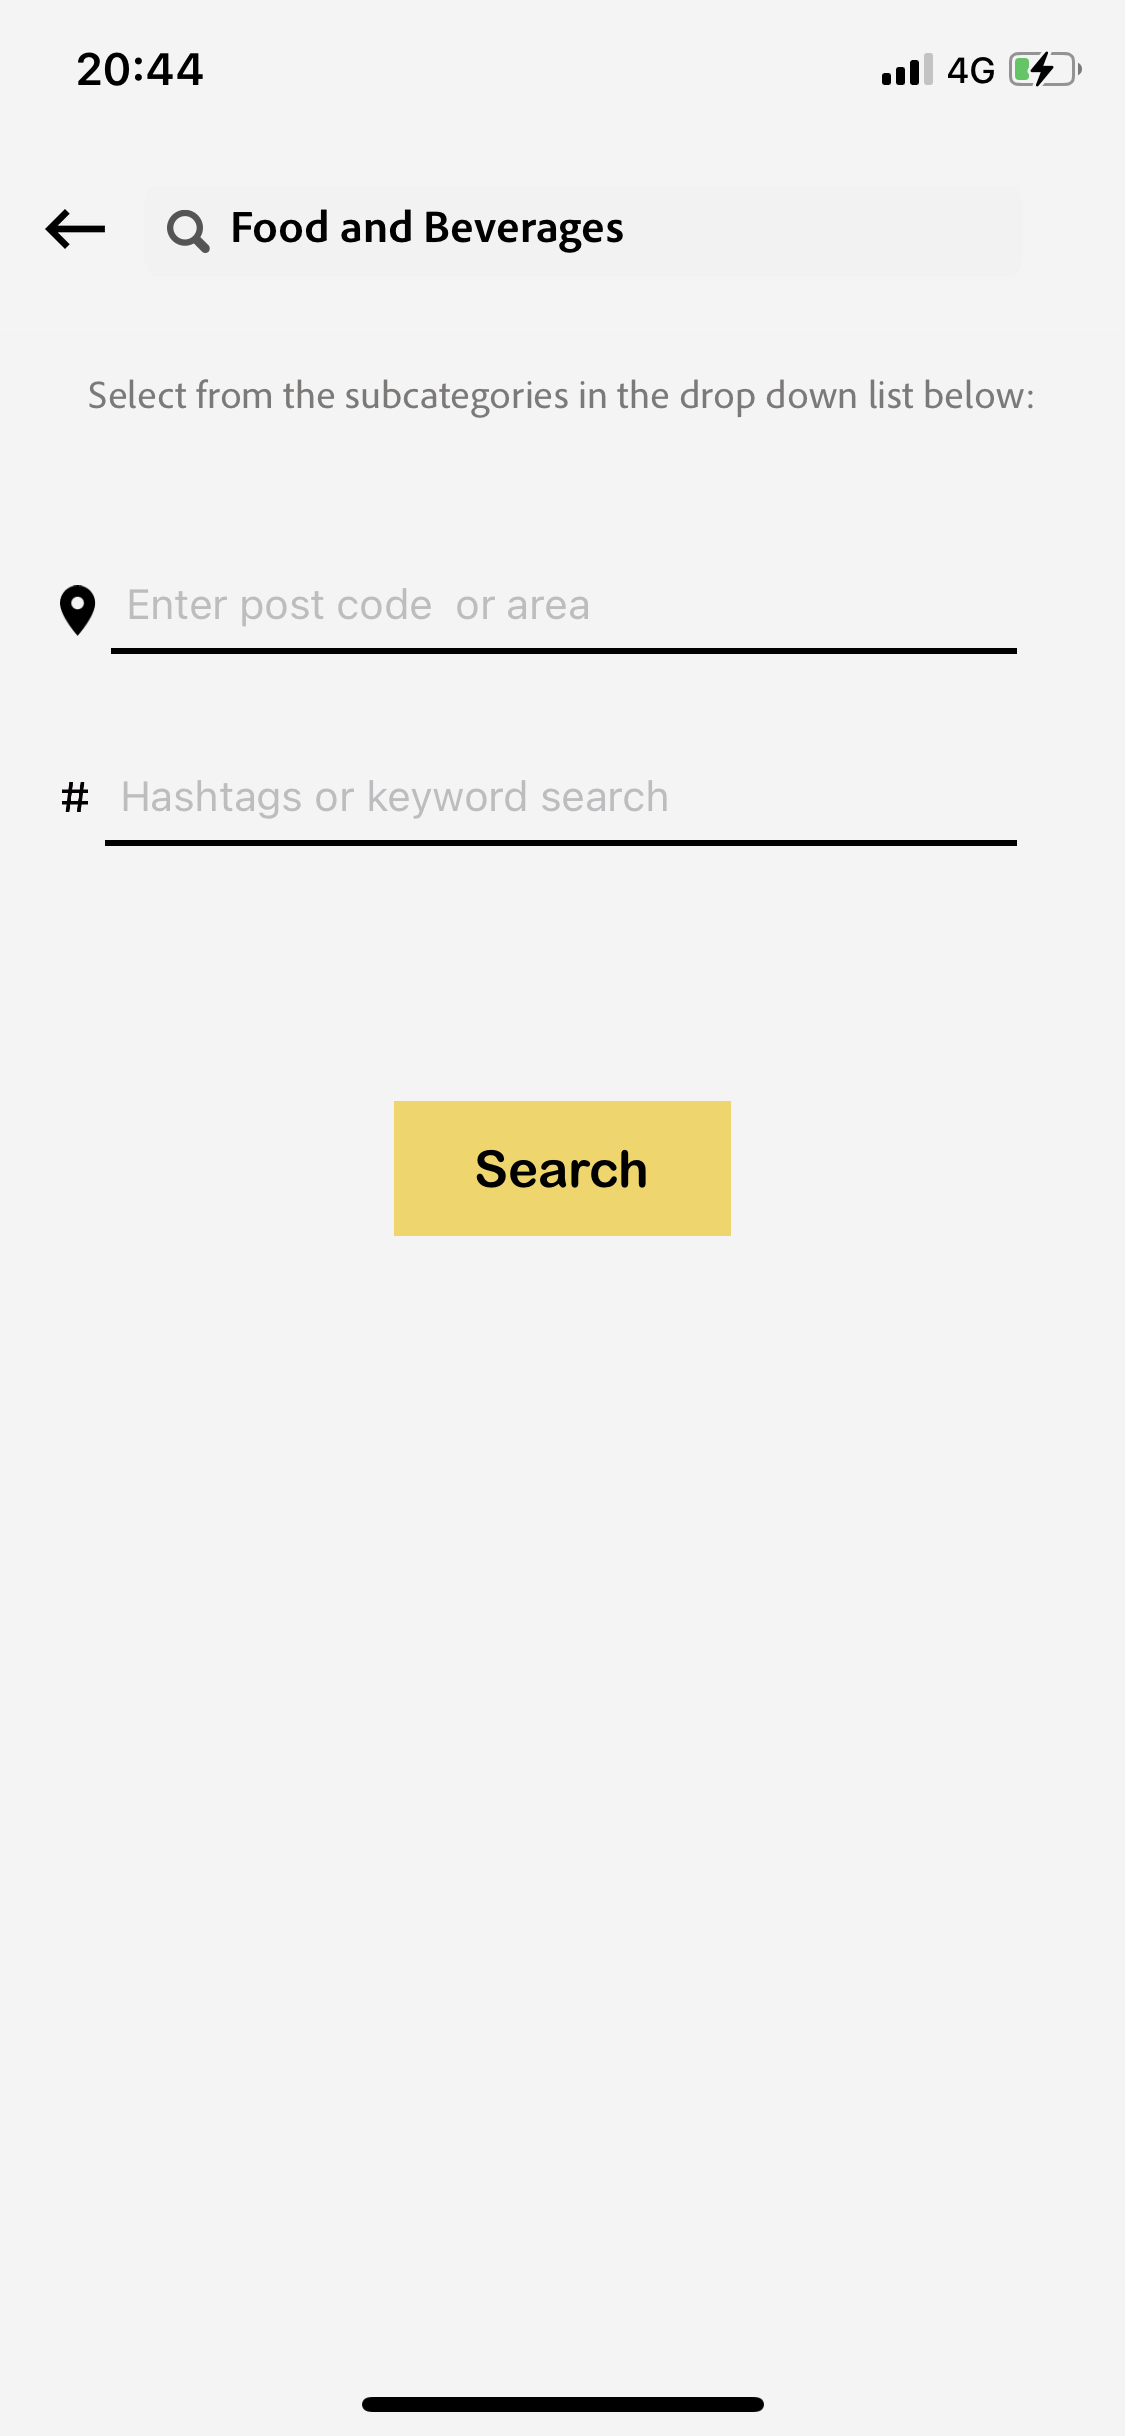 20:44
4G
Food and Beverages
Select from the subcategories in the drop down list below:
Enter post code  or area
# Hashtags or keyword search
Search